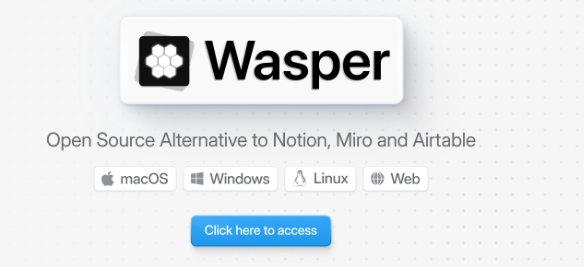 Wasper
Open Source Alternative to Notion, Miro and Airtable
macOS Windows Linux Web
Click here to access